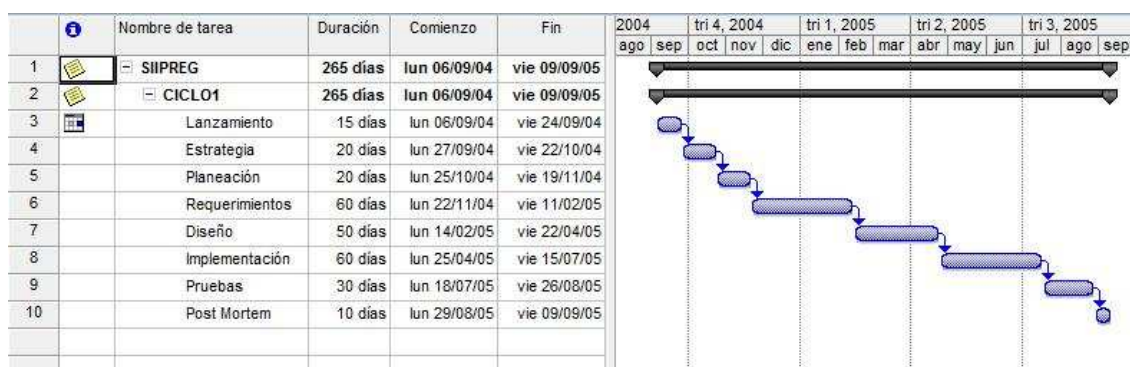 Nombre de tarea Duración Comienzo Fin 2004 tri 4, 2004 tri 1, 2005 tri 2, 2005 tri 3, 2005
ago sep oct nov dic ene feb mar abr may jun jul ago sep
1 SIIPREG 265 días lun 06/09/04 vie 09/09/05
2 CICLO1 265 días lun 06/09/04 vie 09/09/05
3 Lanzamiento 15 días lun 06/09/04 vie 24/09/04
4 Estrategia 20 días lun 27/09/04 vie 22/10/04
5 Planeación 20 días lun 25/10/04 vie 19/11/04
6 Requerimientos 60 días lun 22/11/04 vie 11/02/05
7 Diseño 50 días lun 14/02/05 vie 22/04/05
8 Implementación 60 días lun 25/04/05 vie 15/07/05
9 Pruebas 30 días lun 18/07/05 vie 26/08/05
10 Post Mortem 10 días lun 29/08/05 vie 09/09/05